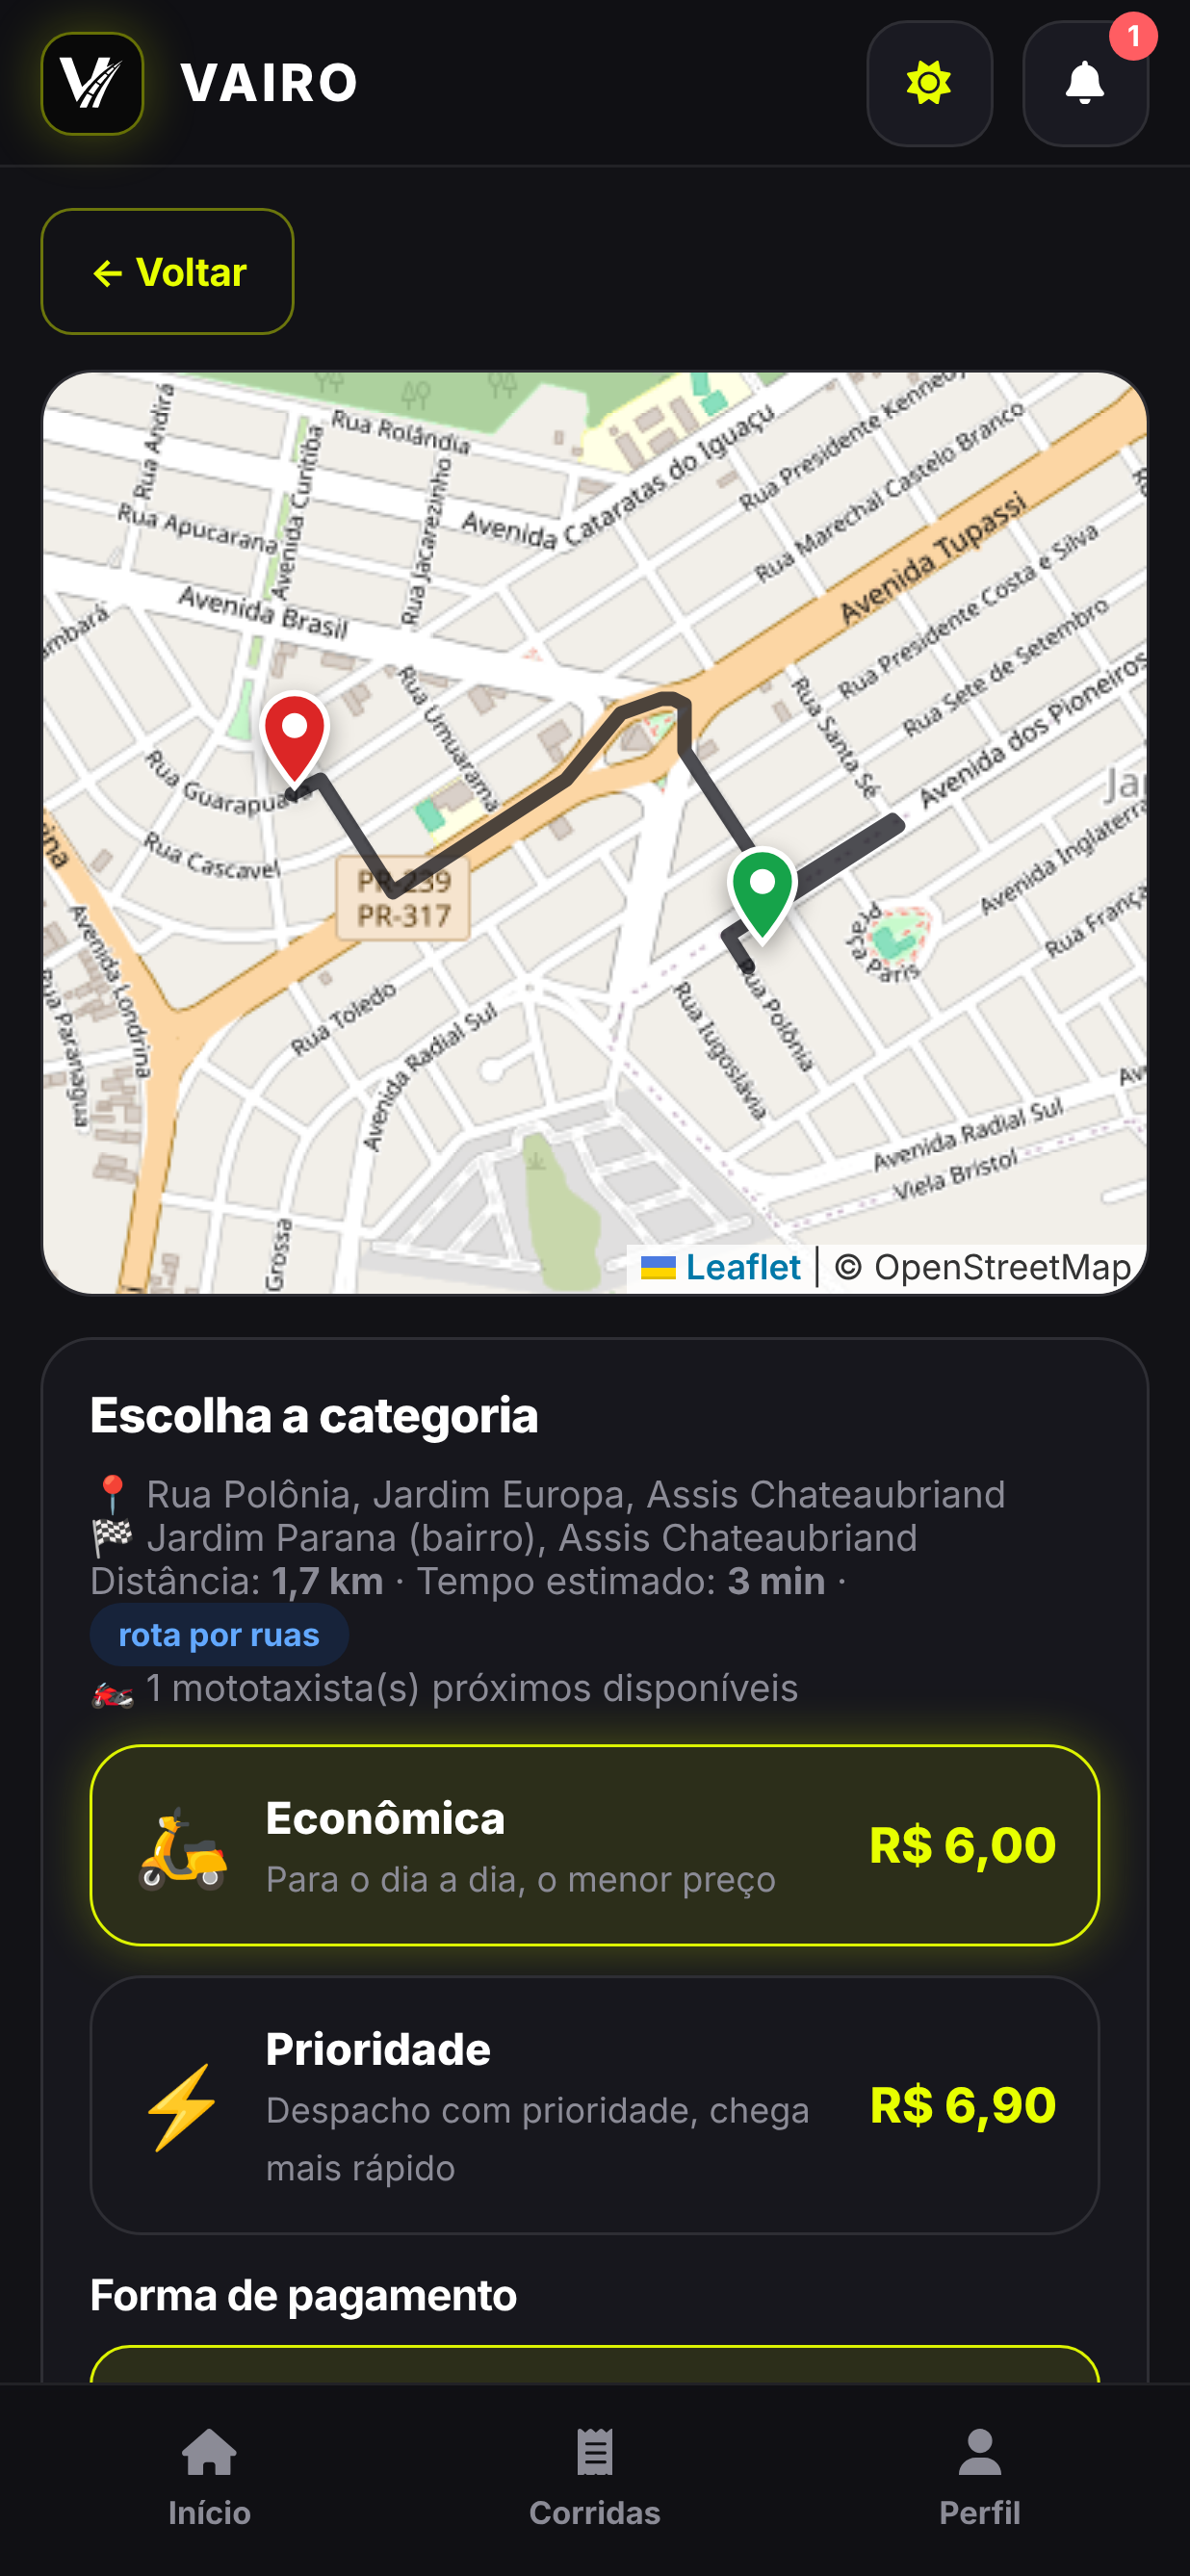 VAIRO
1
← Voltar
Rua Andirá
Rua Rolândia
Avenida Curitiba
Rua Jacarezinho
Rua Apucarana
Avenida Cataratas do Iguaçu
Rua Presidente Kennedy
Rua Marechal Castelo Branco
Avenida Tupassi
Rua Presidente Costa e Silva
Rua Sete de Setembro
Avenida dos Pioneiros
Avenida Brasil
ambará
Rua Umuarama
Rua Santa Sé
Rua Guarapuava
Rua Cascavel
PR-239
PR-317
Jar
Avenida Inglaterra
Rua França
Praça Paris
rina
Avenida Londrina
Rua Paranaguá
Rua Toledo
Avenida Radial Sul
Rua Polônia
Rua Iugoslávia
Av
Avenida Radial Sul
Viela Bristol
Grossa
Leaflet | © OpenStreetMap
Escolha a categoria
📍 Rua Polônia, Jardim Europa, Assis Chateaubriand
🏁 Jardim Parana (bairro), Assis Chateaubriand
Distância: 1,7 km · Tempo estimado: 3 min ·
rota por ruas
🏍️ 1 mototaxista(s) próximos disponíveis
Econômica
Para o dia a dia, o menor preço
R$ 6,00
Prioridade
Despacho com prioridade, chega
mais rápido
R$ 6,90
Forma de pagamento
Início
Corridas
Perfil